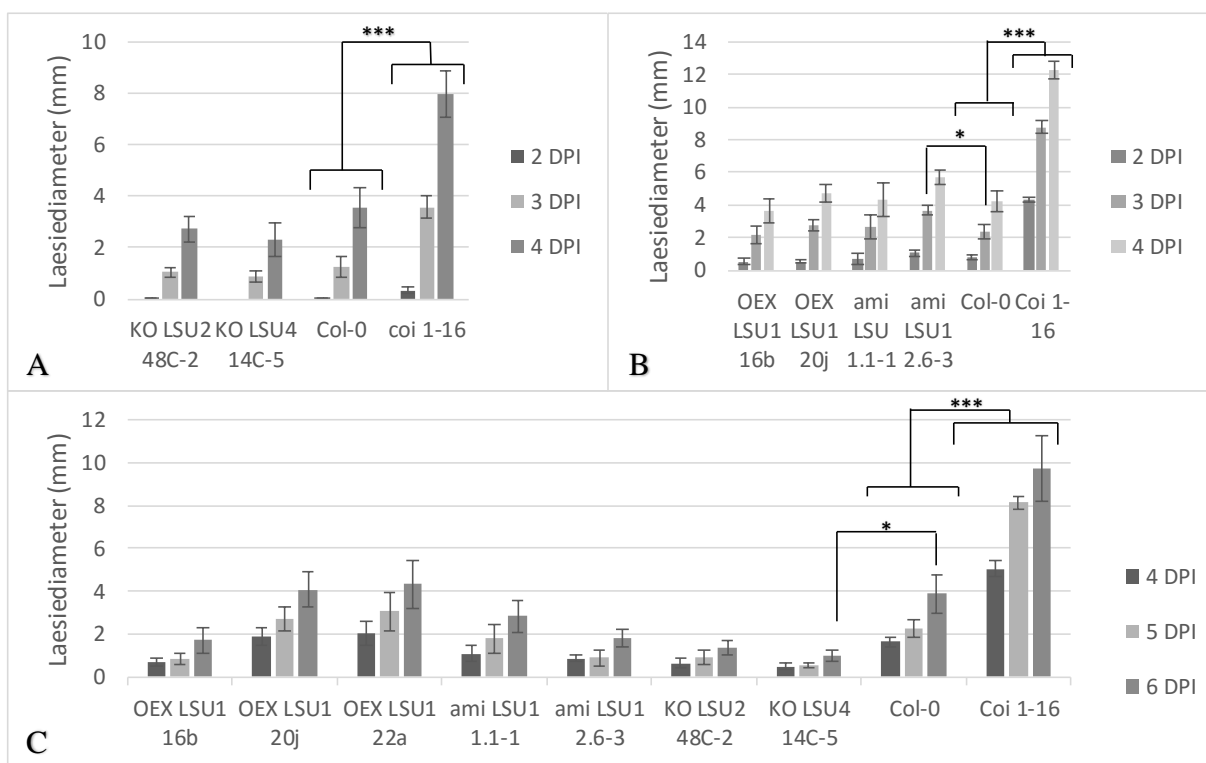 Laesiediameter (mm)
10
8
6
4
2
0
***
2 DPI
3 DPI
4 DPI
KO LSU2 KO LSU4 Col-0 coi 1-16
48C-2 14C-5
A
Laesiediameter (mm)
14
12
10
8
6
4
2
0
***
*
2 DPI
3 DPI
4 DPI
OEX OEX ami ami Col-0 Coi 1-
LSU1 LSU1 LSU LSU1 16
16b 20j 1.1-1 2.6-3
B
Laesiediameter (mm)
12
10
8
6
4
2
0
***
*
4 DPI
5 DPI
6 DPI
OEX LSU1 OEX LSU1 OEX LSU1 ami LSU1 ami LSU1 KO LSU2 KO LSU4 Col-0 Coi 1-16
16b 20j 22a 1.1-1 2.6-3 48C-2 14C-5
C